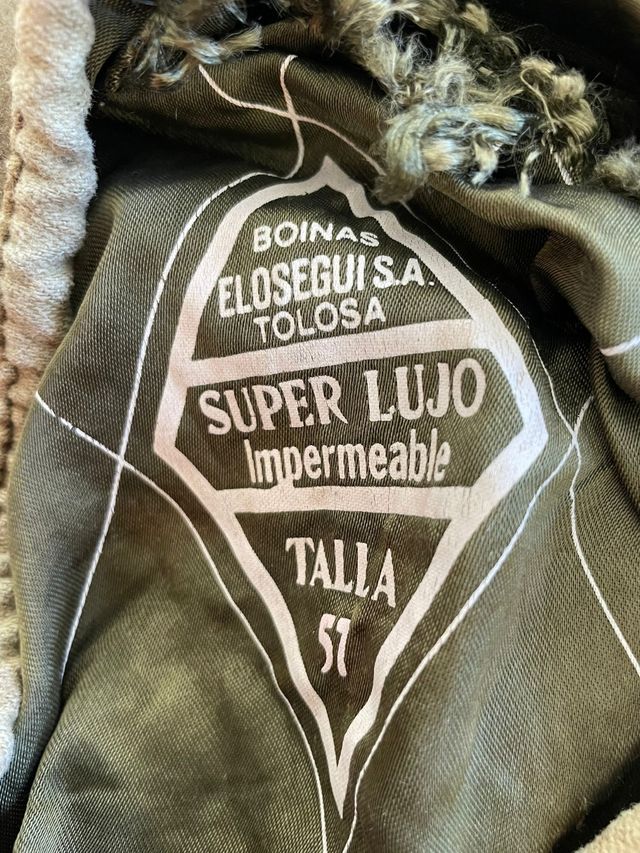 BOINAS
ELOSEGUI S.A.
TOLOSA
SUPER LUJO
Impermeable
TALLA
57